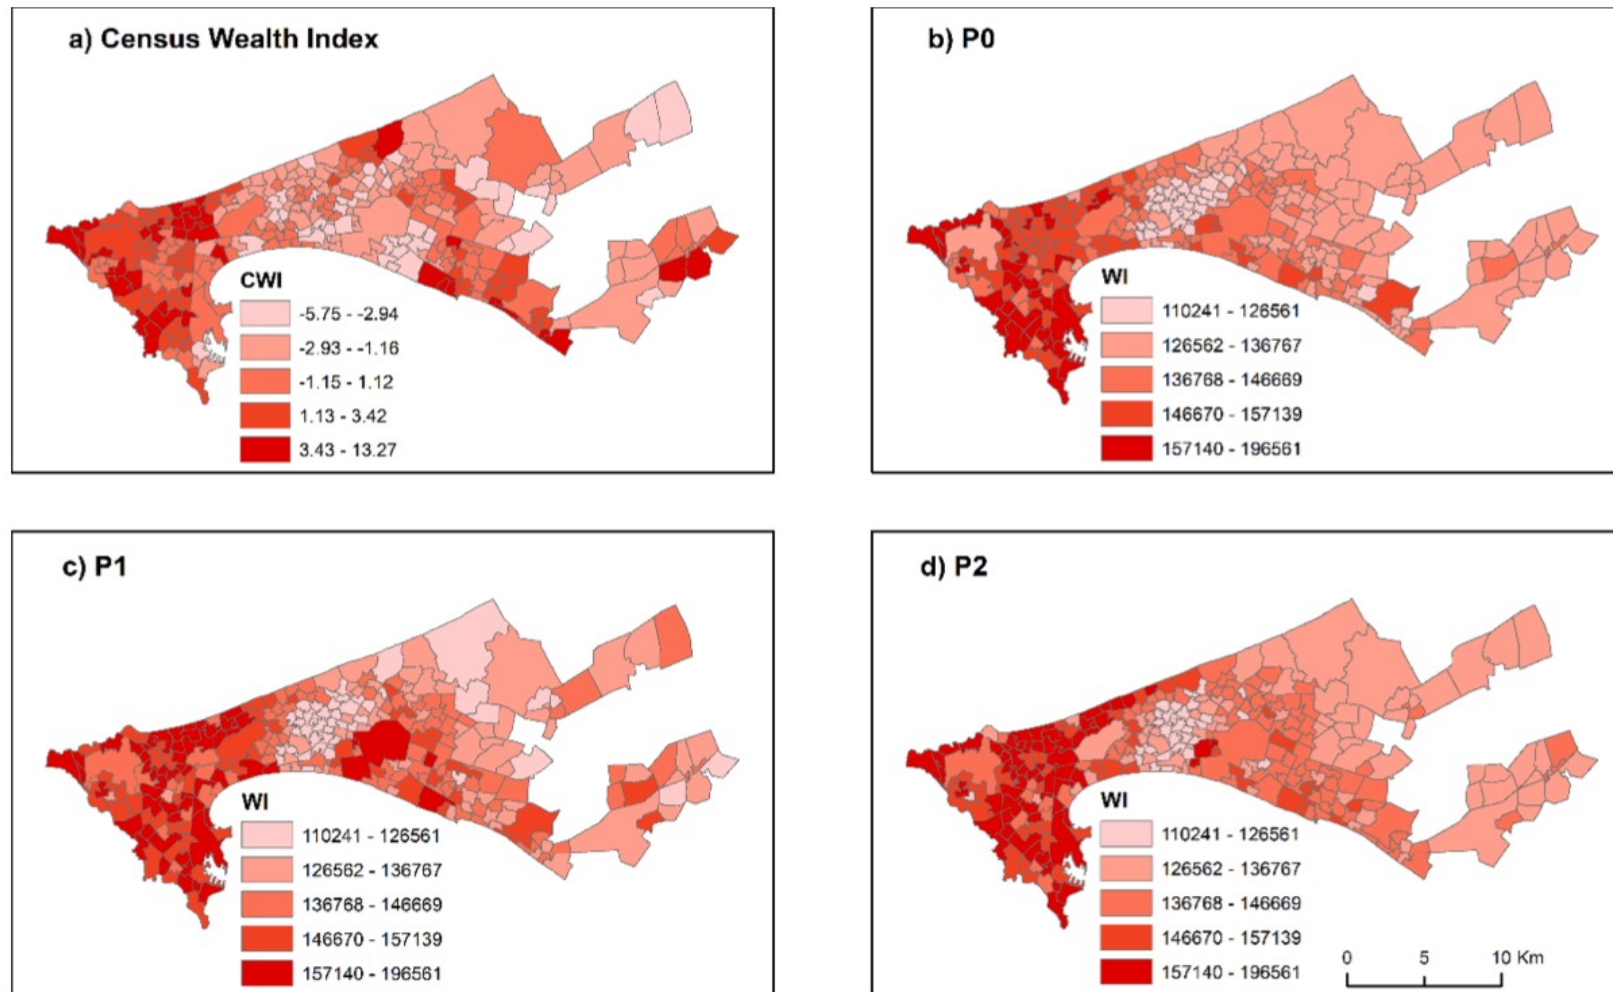 a) Census Wealth Index
CWI
-5.75 - -2.94
-2.93 - -1.16
-1.15 - 1.12
1.13 - 3.42
3.43 - 13.27
b) P0
WI
110241 - 126561
126562 - 136767
136768 - 146669
146670 - 157139
157140 - 196561
c) P1
WI
110241 - 126561
126562 - 136767
136768 - 146669
146670 - 157139
157140 - 196561
d) P2
WI
110241 - 126561
126562 - 136767
136768 - 146669
146670 - 157139
157140 - 196561
0 5 10 Km